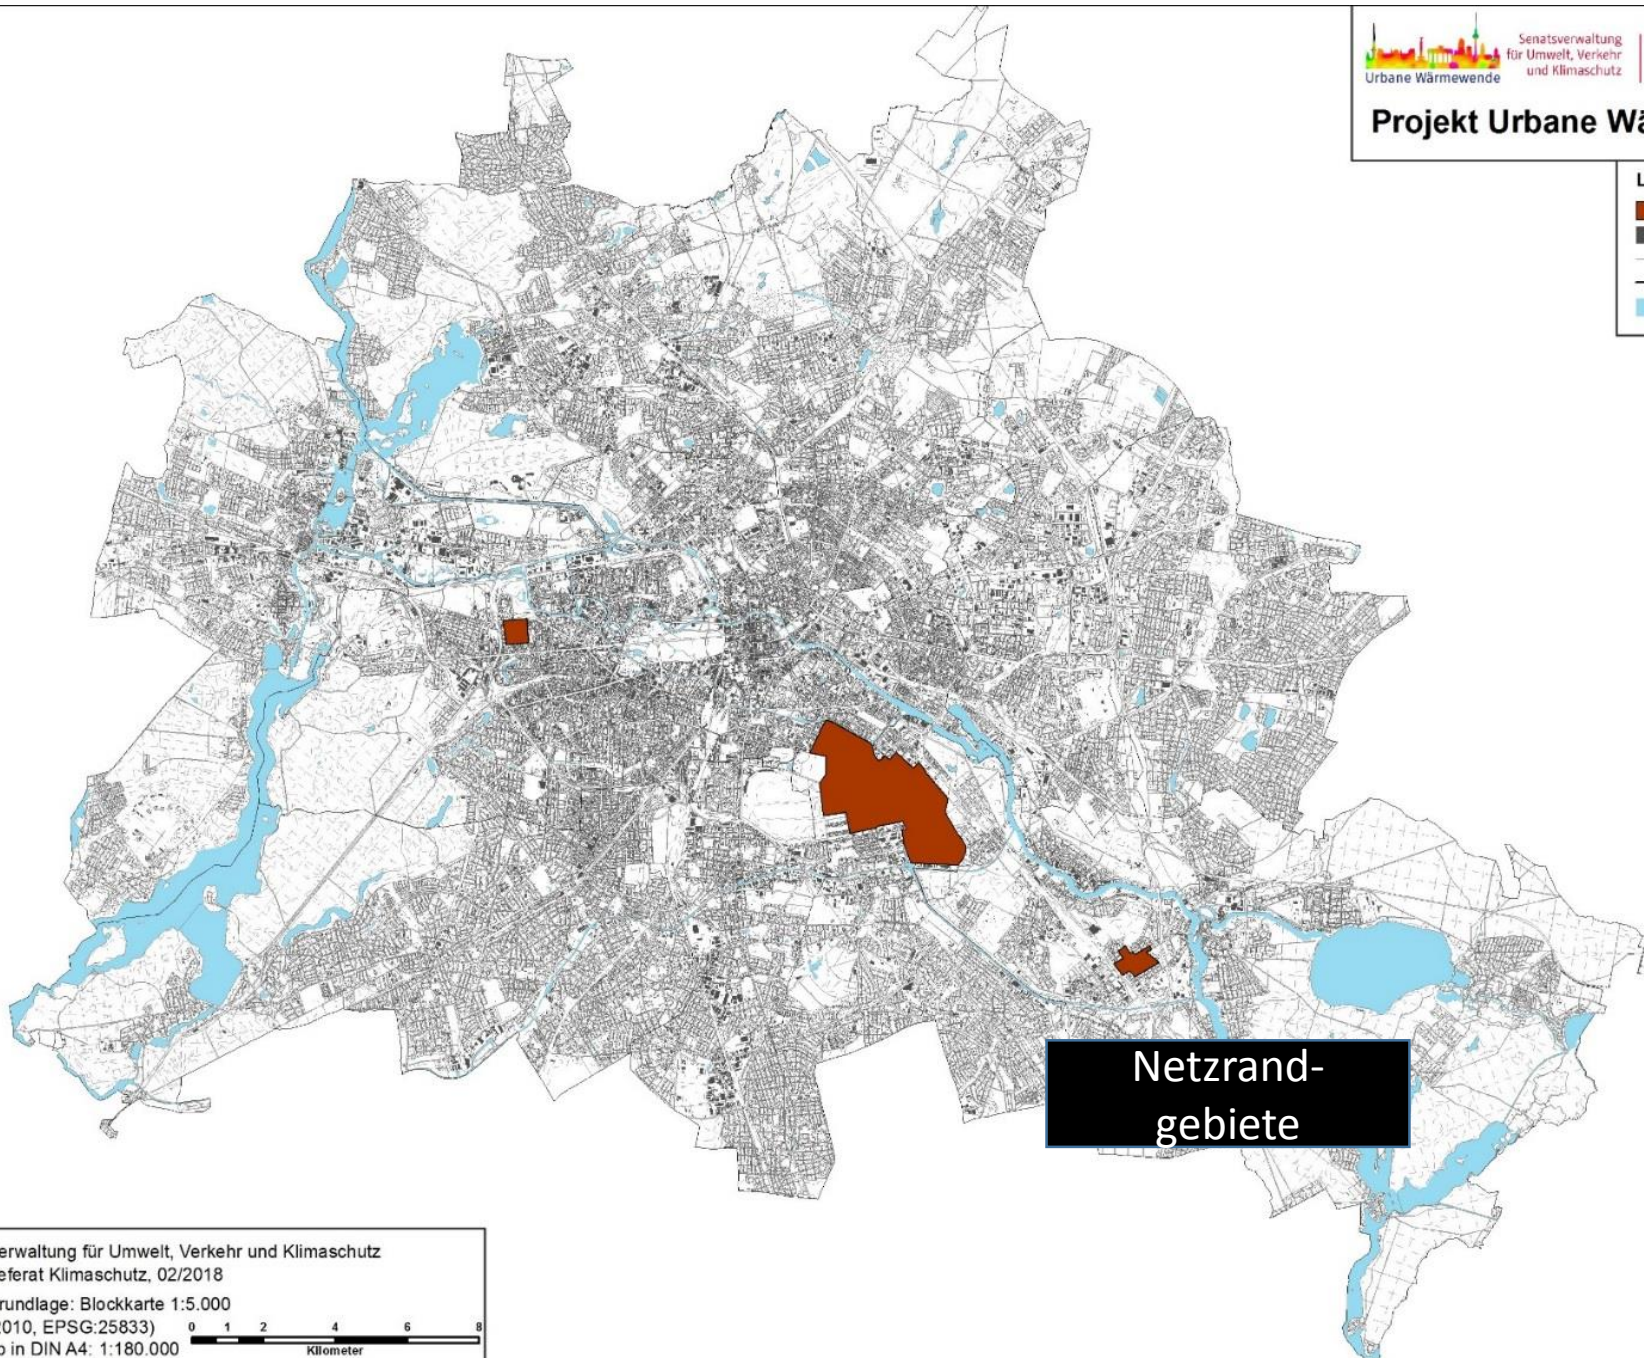 Senatsverwaltung
für Umwelt, Verkehr
und Klimaschutz
Urbane Wärmewende
Projekt Urbane Wä
L
Netzrand-
gebiete
erwaltung für Umwelt, Verkehr und Klimaschutz
eferat Klimaschutz, 02/2018
rundlage: Blockkarte 1:5.000
2010, EPSG:25833)
0 1 2 4 6 8
b in DIN A4: 1:180.000
Kilometer